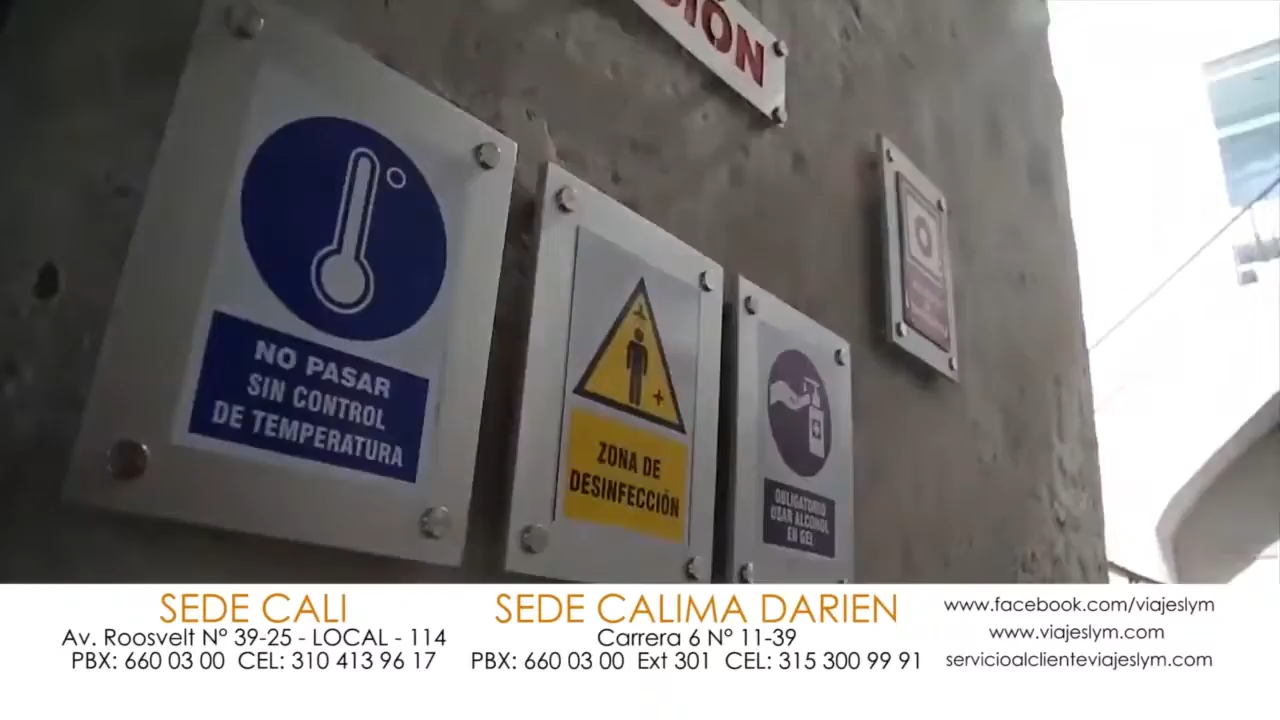 IÓN
NO PASAR
SIN CONTROL
DE TEMPERATURA
ZONA DE
DESINFECCIÓN
OBLIGATORIO
USAR ALCOHOL
EN GEL
SEDE CALI
Av. Roosvelt Nº 39-25 - LOCAL - 114
PBX: 660 03 00 CEL: 310 413 96 17
SEDE CALIMA DARIEN
Carrera 6 Nº 11-39
PBX: 660 03 00 Ext 301 CEL: 315 300 99 91
www.facebook.com/viajeslym
www.viajeslym.com
servicioalclienteviajeslym.com